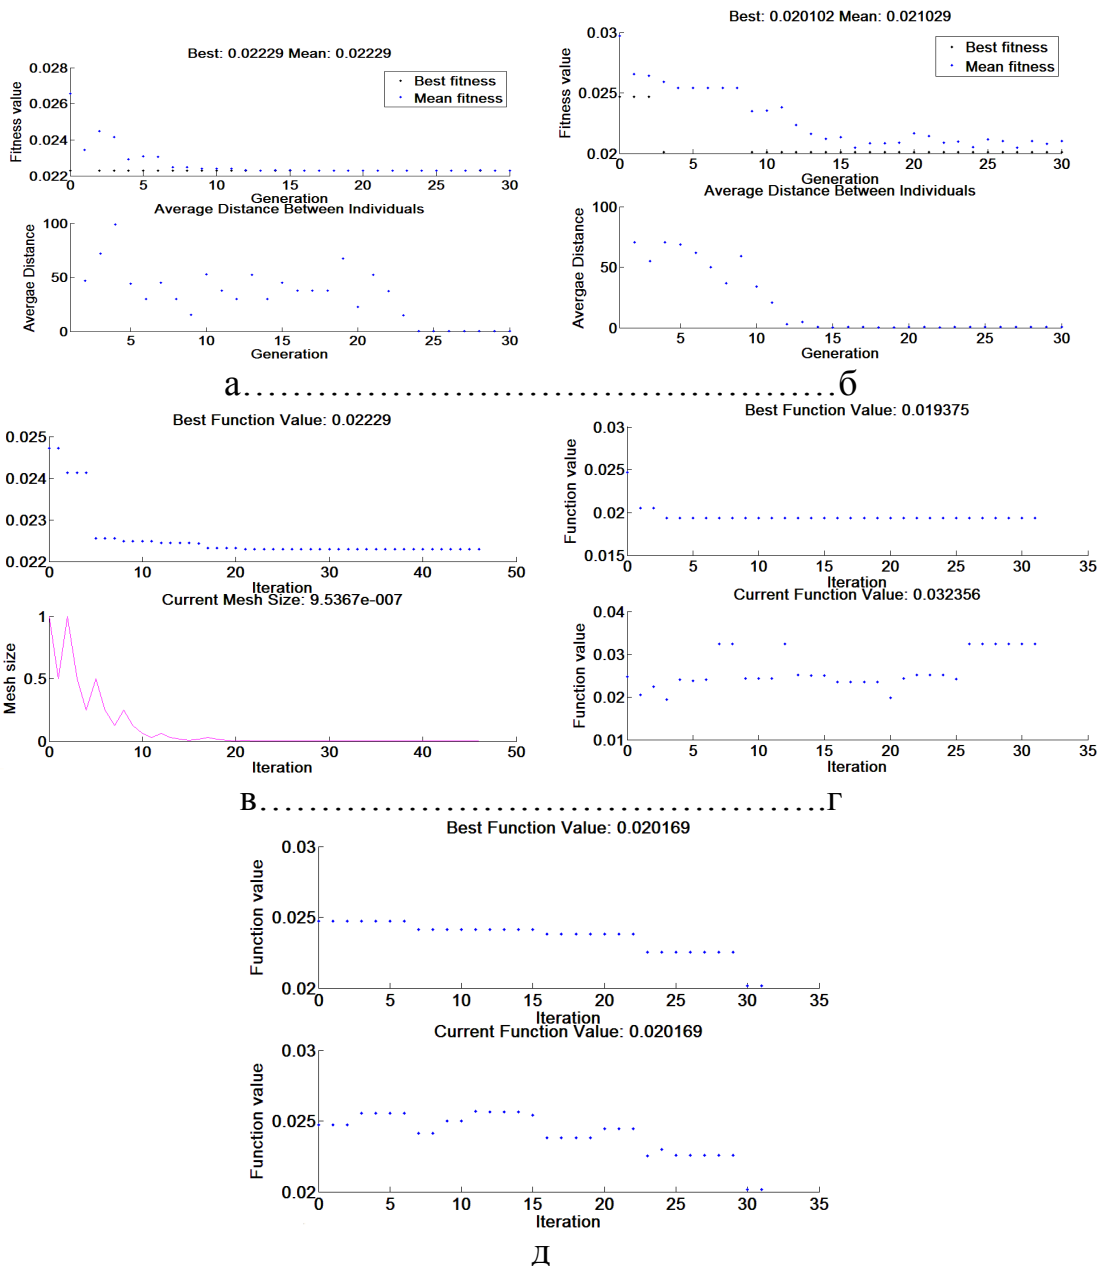 Best: 0.02229 Mean: 0.02229
Fitness value
0.028
0.026
0.024
0.022
Best fitness
Mean fitness
0 5 10 15 20 25 30
Generation
Average Distance Between Individuals
Avergae Distance
100
50
0
5 10 15 20 25 30
Generation
Best: 0.020102 Mean: 0.021029
Fitness value
0.03
0.025
0.02
Best fitness
Mean fitness
0 5 10 15 20 25 30
Generation
Average Distance Between Individuals
Avergae Distance
100
50
0
5 10 15 20 25 30
Generation
а....................................................б
Best Function Value: 0.02229
0.025
0.024
0.023
0.022
0 10 20 30 40 50
Iteration
Current Mesh Size: 9.5367e-007
Mesh size
1
0.5
0
0 10 20 30 40 50
Iteration
Best Function Value: 0.019375
Function value
0.03
0.025
0.02
0.015
0 5 10 15 20 25 30 35
Iteration
Current Function Value: 0.032356
Function value
0.04
0.03
0.02
0.01
0 5 10 15 20 25 30 35
Iteration
в..................................................г
Best Function Value: 0.020169
Function value
0.03
0.025
0.02
0 5 10 15 20 25 30 35
Iteration
Current Function Value: 0.020169
Function value
0.03
0.025
0.02
0 5 10 15 20 25 30 35
Iteration
д